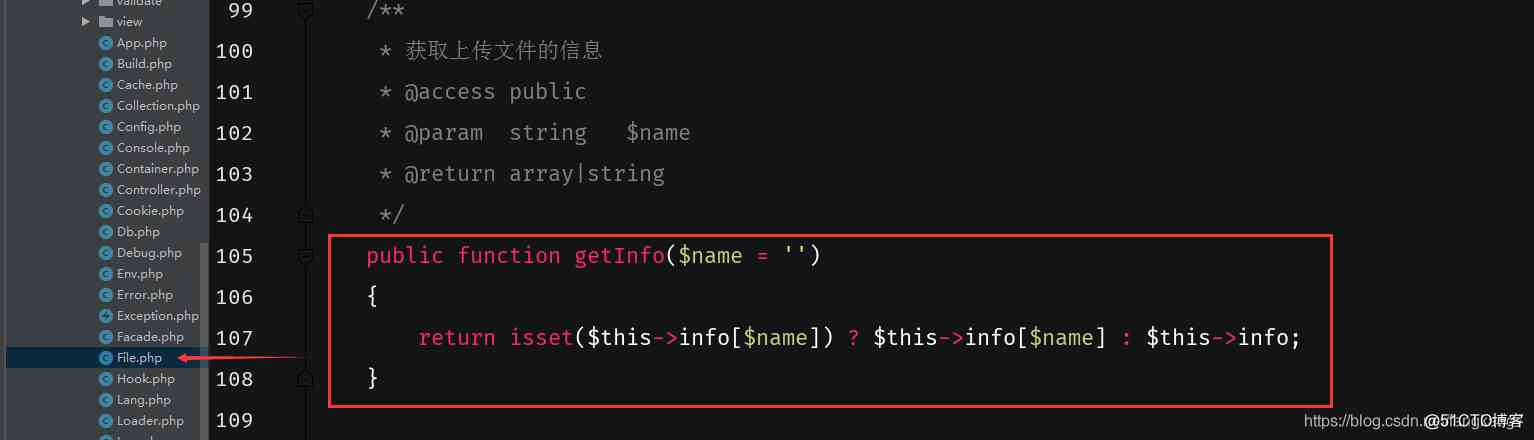 validate
view
App.php
Build.php
Cache.php
Collection.php
Config.php
Console.php
Container.php
Controller.php
Cookie.php
Db.php
Debug.php
Env.php
Error.php
Exception.php
Facade.php
File.php
Hook.php
Lang.php
Loader.php
99 /**
100 * 获取上传文件的信息
101 * @access public
102 * @param string $name
103 * @return array|string
104 */
105 public function getInfo($name = '')
106 {
107 return isset($this->info[$name]) ? $this->info[$name] : $this->info;
108 }
109
@51CTO博客